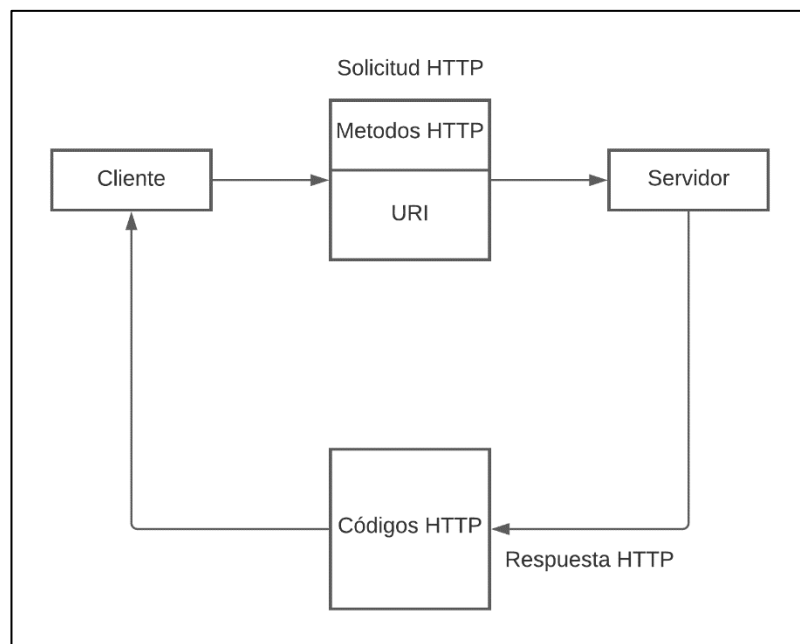 Solicitud HTTP
Metodos HTTP
Cliente
Servidor
URI
Códigos HTTP
Respuesta HTTP